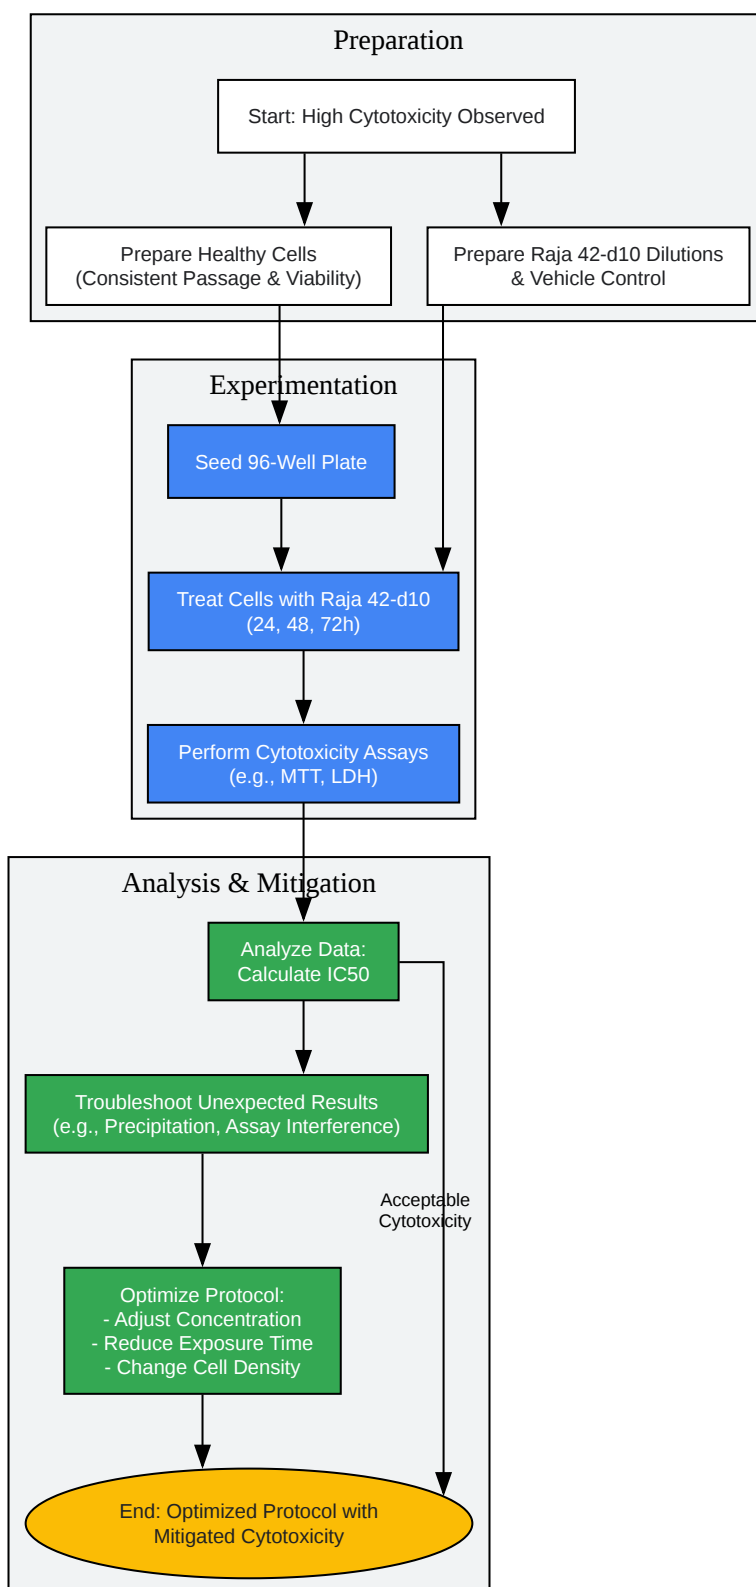 Preparation
Start: High Cytotoxicity Observed
Prepare Healthy Cells
(Consistent Passage & Viability)
Prepare Raja 42-d10 Dilutions
& Vehicle Control
Experimentation
Seed 96-Well Plate
Treat Cells with Raja 42-d10
(24, 48, 72h)
Perform Cytotoxicity Assays
(e.g., MTT, LDH)
Analysis & Mitigation
Analyze Data:
Calculate IC50
Troubleshoot Unexpected Results
(e.g., Precipitation, Assay Interference)
Acceptable
Cytotoxicity
Optimize Protocol:
- Adjust Concentration
- Reduce Exposure Time
- Change Cell Density
End: Optimized Protocol with
Mitigated Cytotoxicity